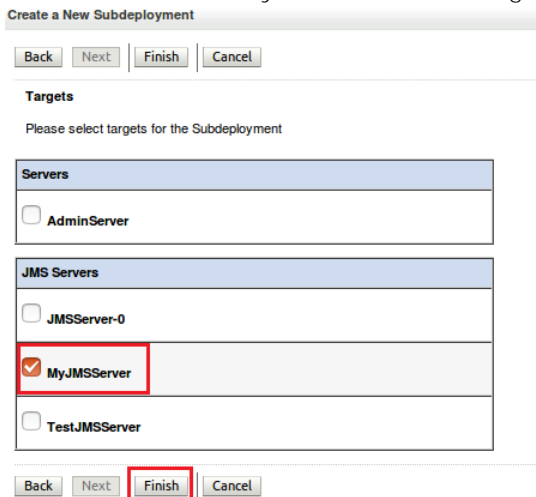 Create a New Subdeployment
Back Next Finish Cancel
Targets
Please select targets for the Subdeployment
Servers
AdminServer
JMS Servers
JMSServer-0
MyJMSServer
TestJMSServer
Back Next Finish Cancel